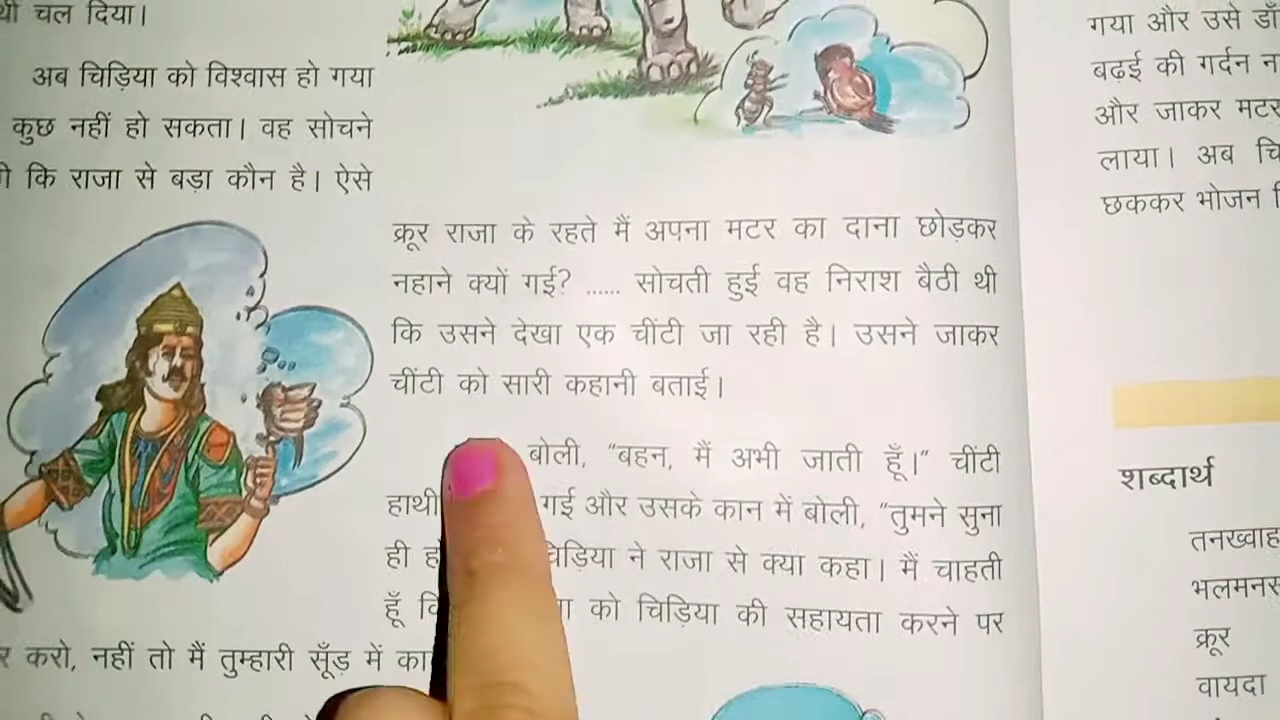 चल दिया।
अब चिड़िया को विश्वास हो गया
कुछ नहीं हो सकता। वह सोचने
कि राजा से बड़ा कौन है। ऐसे
क्रूर राजा के रहते मैं अपना मटर का दाना छोड़कर
नहाने क्यों गई? ...... सोचती हुई वह निराश बैठी थी
कि उसने देखा एक चींटी जा रही है। उसने जाकर
चींटी को सारी कहानी बताई।
बोली, “बहन, मैं अभी जाती हूँ।” चींटी
हाथी गई और उसके कान में बोली, “तुमने सुना
ही चिड़िया ने राजा से क्या कहा। मैं चाहती
हूँ को चिड़िया की सहायता करने पर
करो, नहीं तो मैं तुम्हारी सूँड़ में
गया और उसे
बढ़ई की गर्दन
और जाकर मटर
लाया। अब
छककर भोजन
शब्दार्थ
तनख्वाह
क्रूर
वायदा